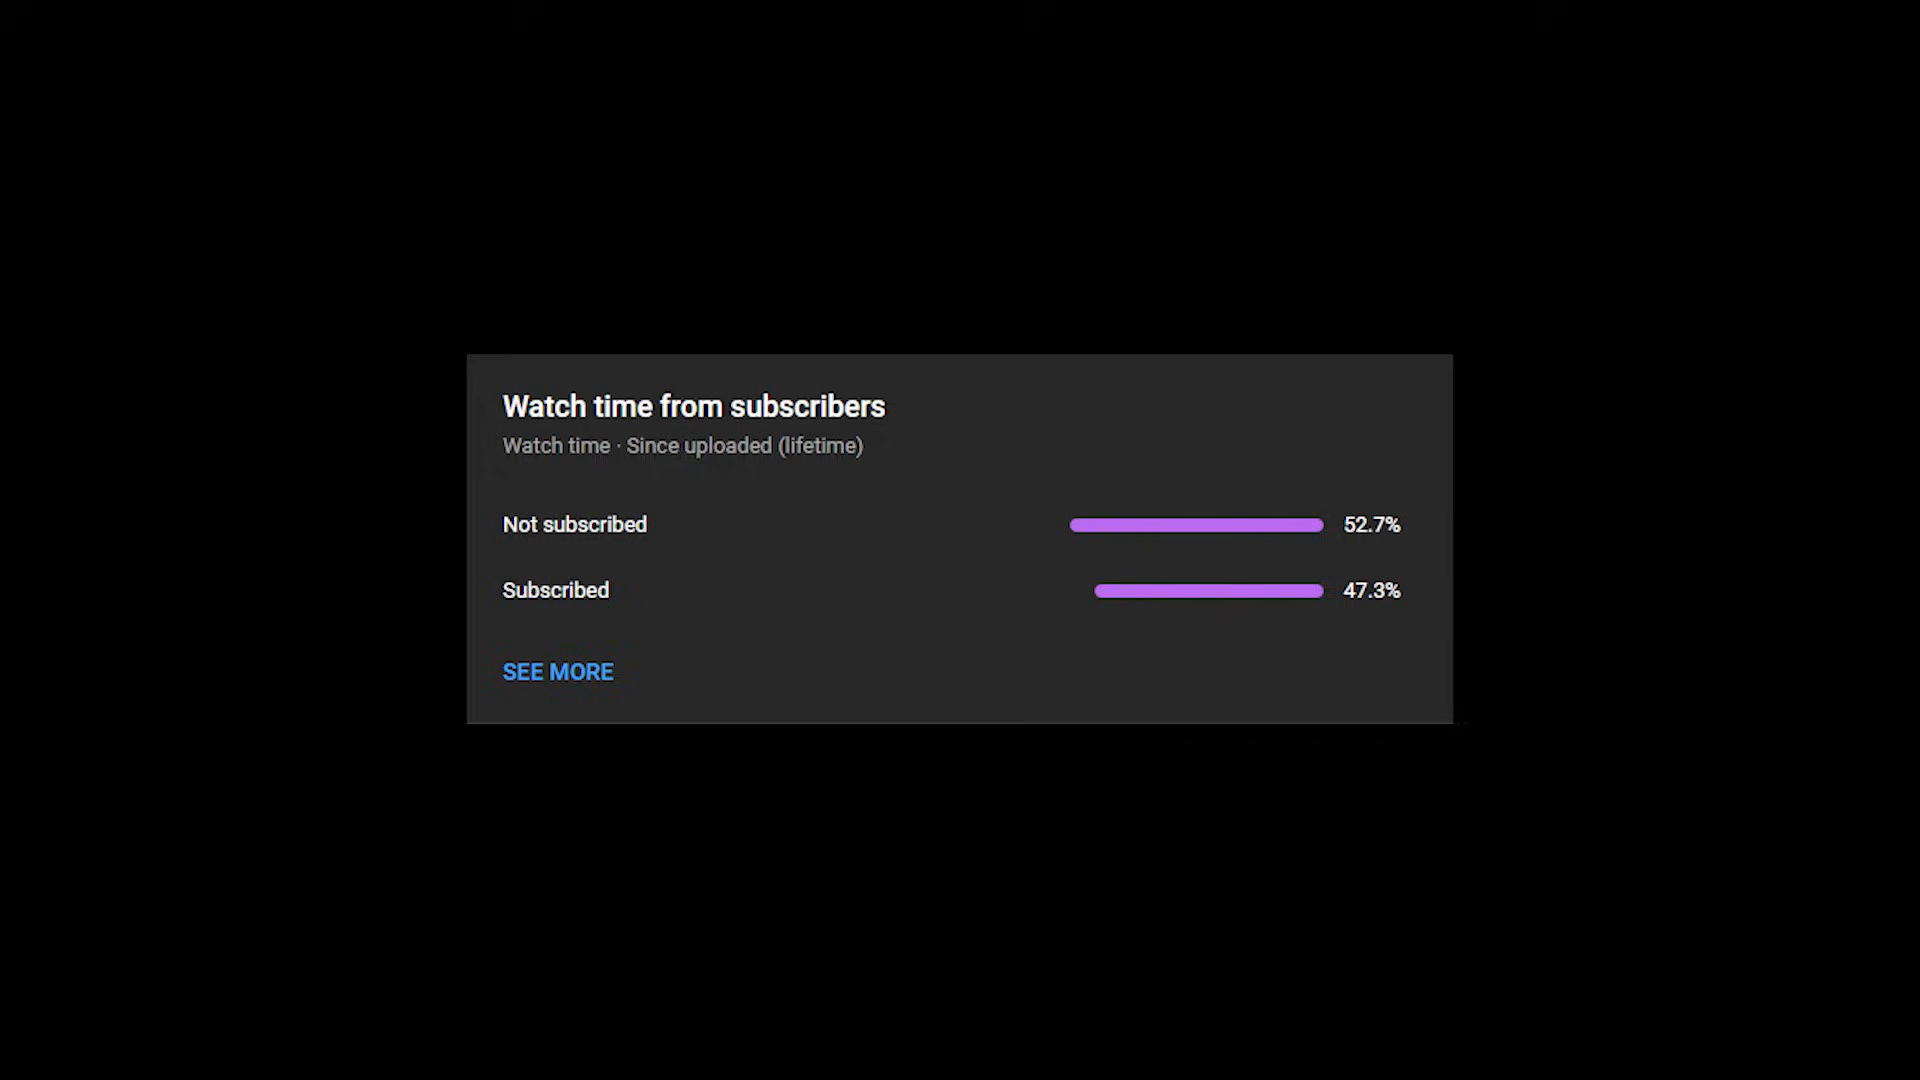 Watch time from subscribers
Watch time · Since uploaded (lifetime)
Not subscribed 52.7%
Subscribed 47.3%
SEE MORE